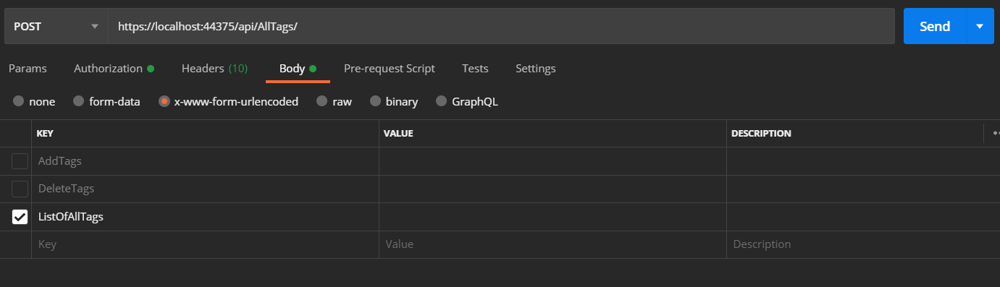 POST https://localhost:44375/api/AllTags/ Send
Params Authorization Headers (10) Body Pre-request Script Tests Settings
none form-data x-www-form-urlencoded raw binary GraphQL
KEY VALUE DESCRIPTION
AddTags
DeleteTags
ListOfAllTags
Key Value Description